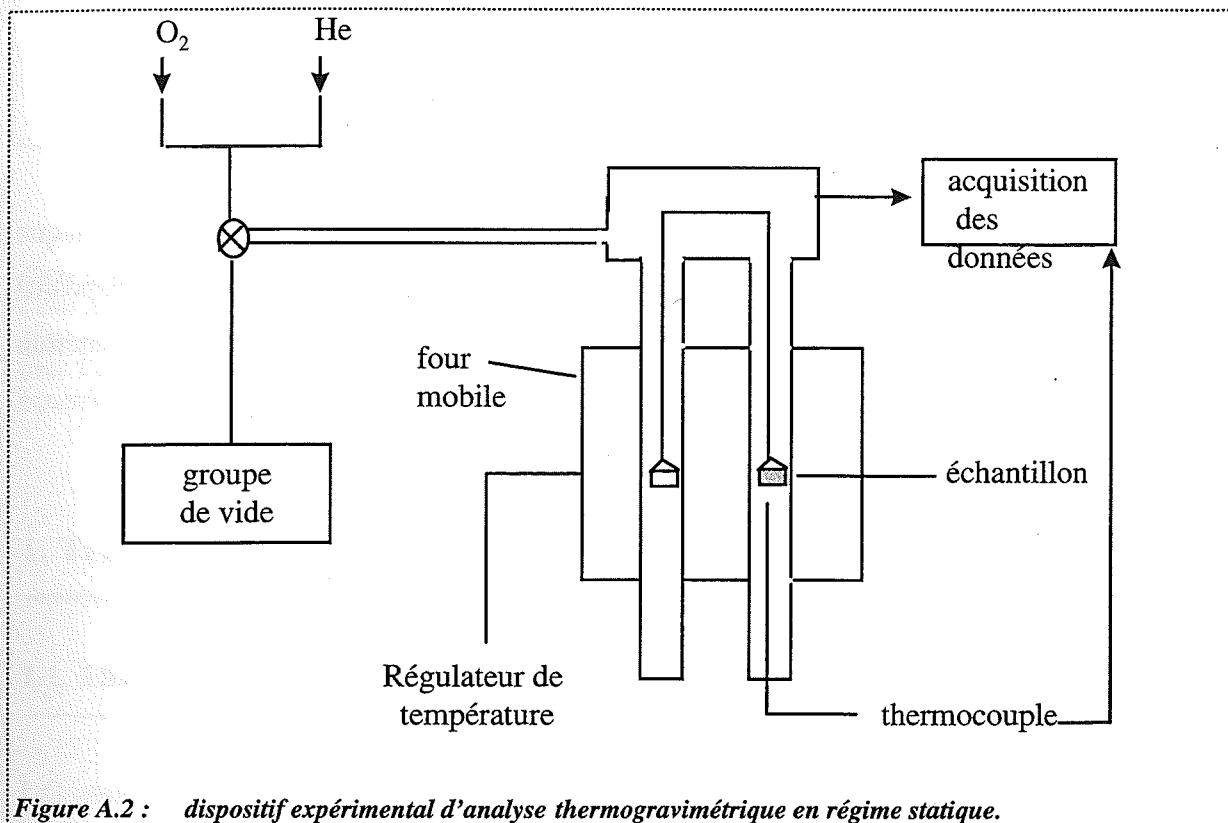 O₂
He
acquisition
des
données
four
mobile
groupe
de vide
échantillon
Régulateur de
température
thermocouple
Figure A.2 : dispositif expérimental d'analyse thermogravimétrique en régime statique.